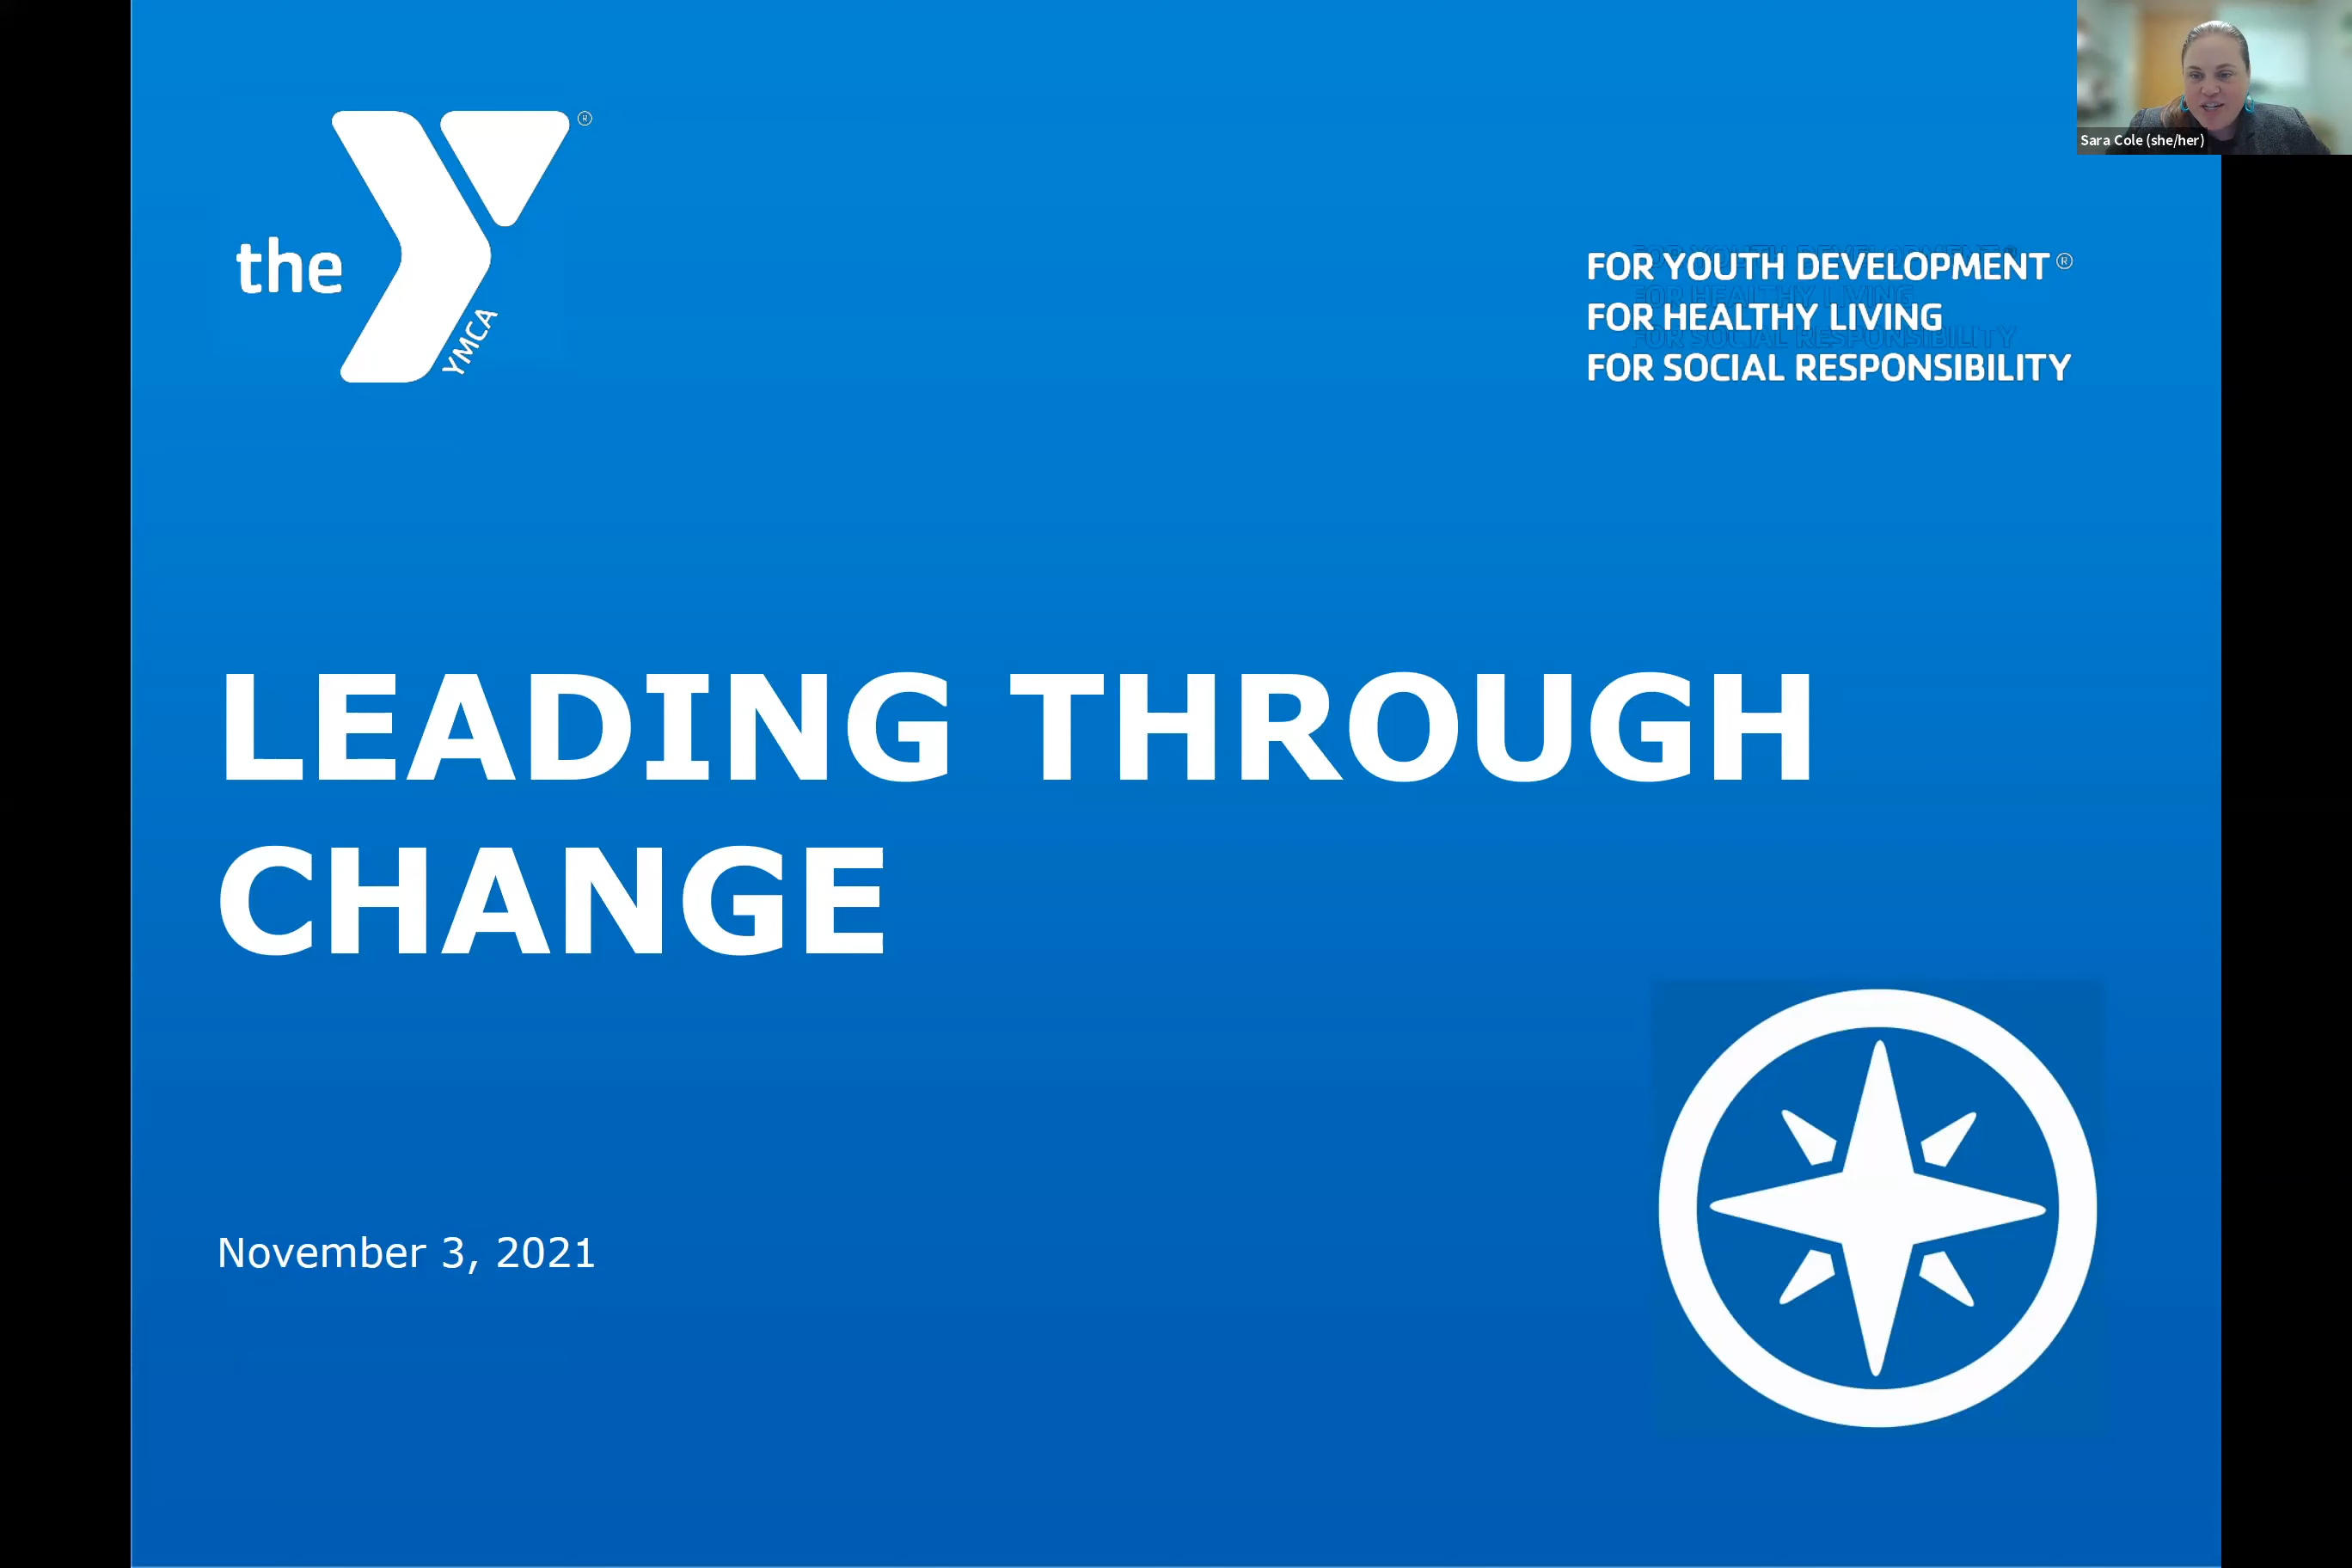 the
YMCA
®
Sara Cole (she/her)
FOR YOUTH DEVELOPMENT®
FOR HEALTHY LIVING
FOR SOCIAL RESPONSIBILITY
LEADING THROUGH
CHANGE
November 3, 2021